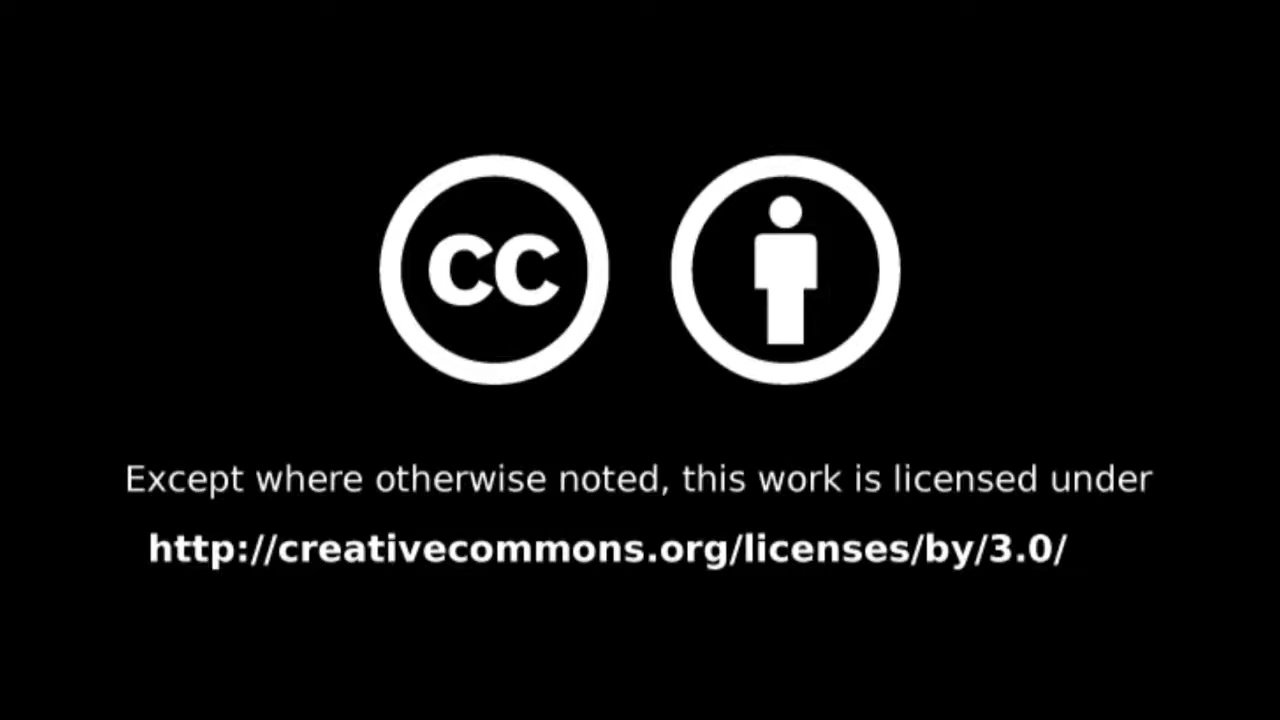 cc
Except where otherwise noted, this work is licensed under
http://creativecommons.org/licenses/by/3.0/